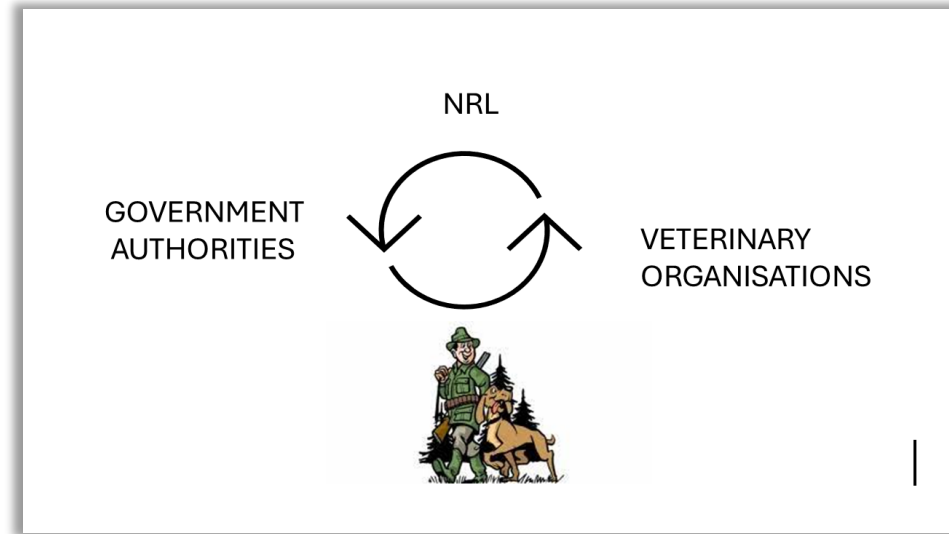 NRL
GOVERNMENT
AUTHORITIES
VETERINARY
ORGANISATIONS